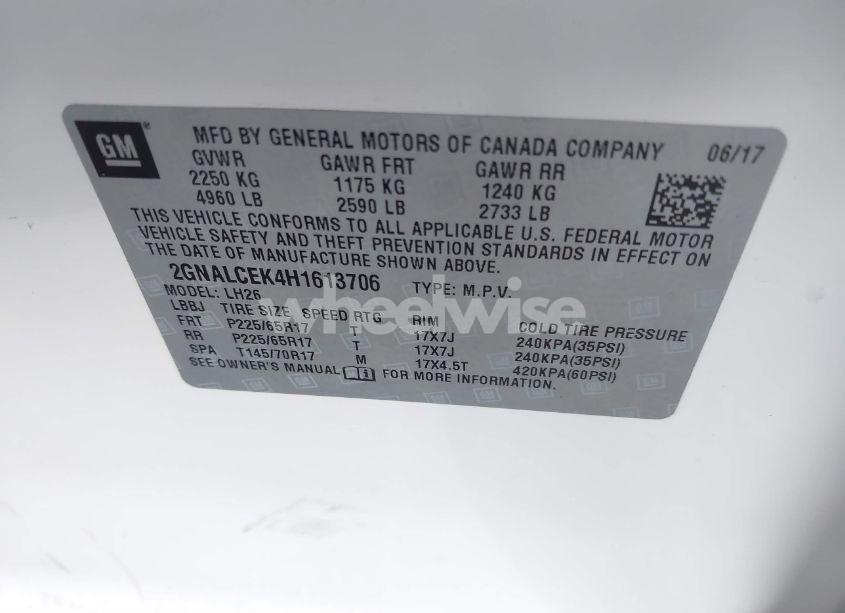 GM ®
MFD BY GENERAL MOTORS OF CANADA COMPANY 06/17
GVWR GAWR FRT GAWR RR
2250 KG 1175 KG 1240 KG
4960 LB 2590 LB 2733 LB
THIS VEHICLE CONFORMS TO ALL APPLICABLE U.S. FEDERAL MOTOR
VEHICLE SAFETY AND THEFT PREVENTION STANDARDS IN EFFECT ON
THE DATE OF MANUFACTURE SHOWN ABOVE.
2GNALCEK4H1613706 TYPE: M.P.V.
MODEL: LH26
LBBJ TIRE SIZE SPEED RTG RIM COLD TIRE PRESSURE
FRT P225/65R17 T 17X7J 240KPA(35PSI)
RR P225/65R17 T 17X7J 240KPA(35PSI)
SPA T145/70R17 M 17X4.5T 420KPA(60PSI)
SEE OWNER'S MANUAL FOR MORE INFORMATION.
wheelwise